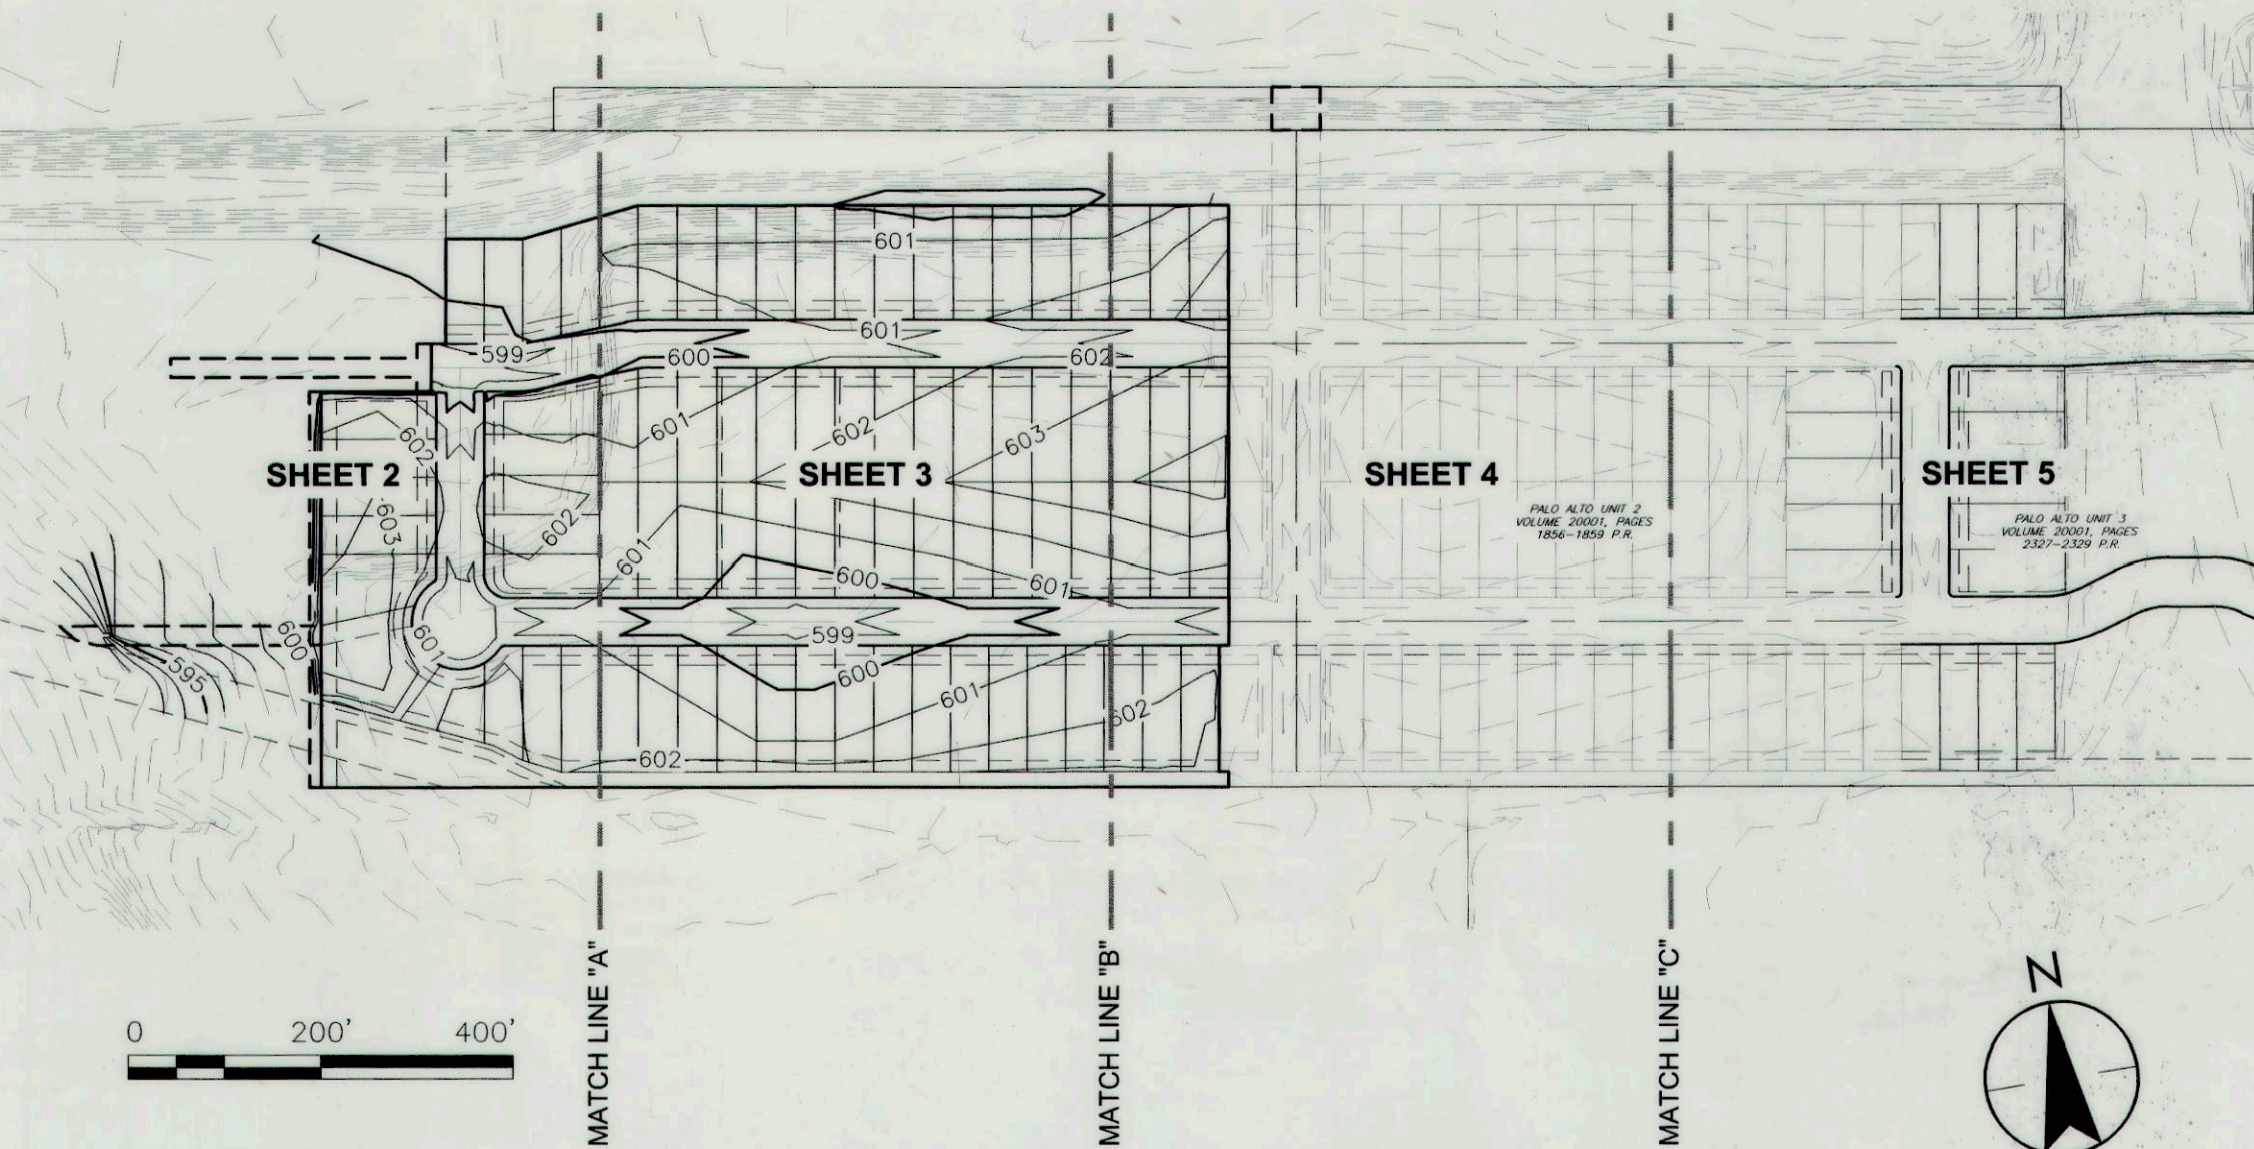 601
601
599
600
602
601
602
603
602
SHEET 2
SHEET 3
SHEET 4
SHEET 5
603
602
601
PALO ALTO UNIT 2
VOLUME 20001, PAGES
1856-1859 P.R.
PALO ALTO UNIT 3
VOLUME 20001, PAGES
2327-2329 P.R.
600
601
599
600
601
595
600
601
602
602
MATCH LINE "A"
MATCH LINE "B"
MATCH LINE "C"
N
0 200' 400'